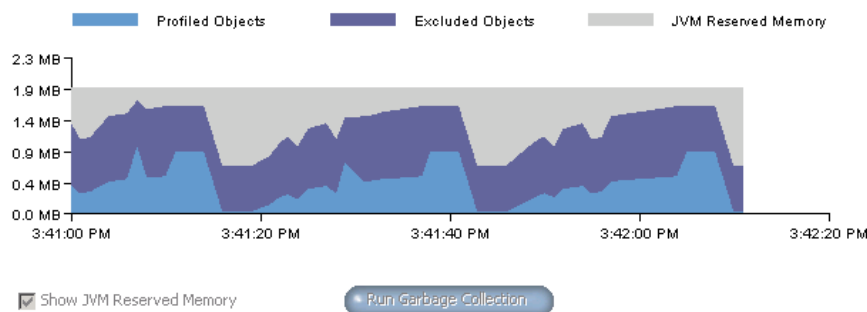 Profiled Objects Excluded Objects JVM Reserved Memory
2.3 MB
1.9 MB
1.4 MB
0.9 MB
0.4 MB
0.0 MB
3:41:00 PM 3:41:20 PM 3:41:40 PM 3:42:00 PM 3:42:20 PM
Show JVM Reserved Memory Run Garbage Collection